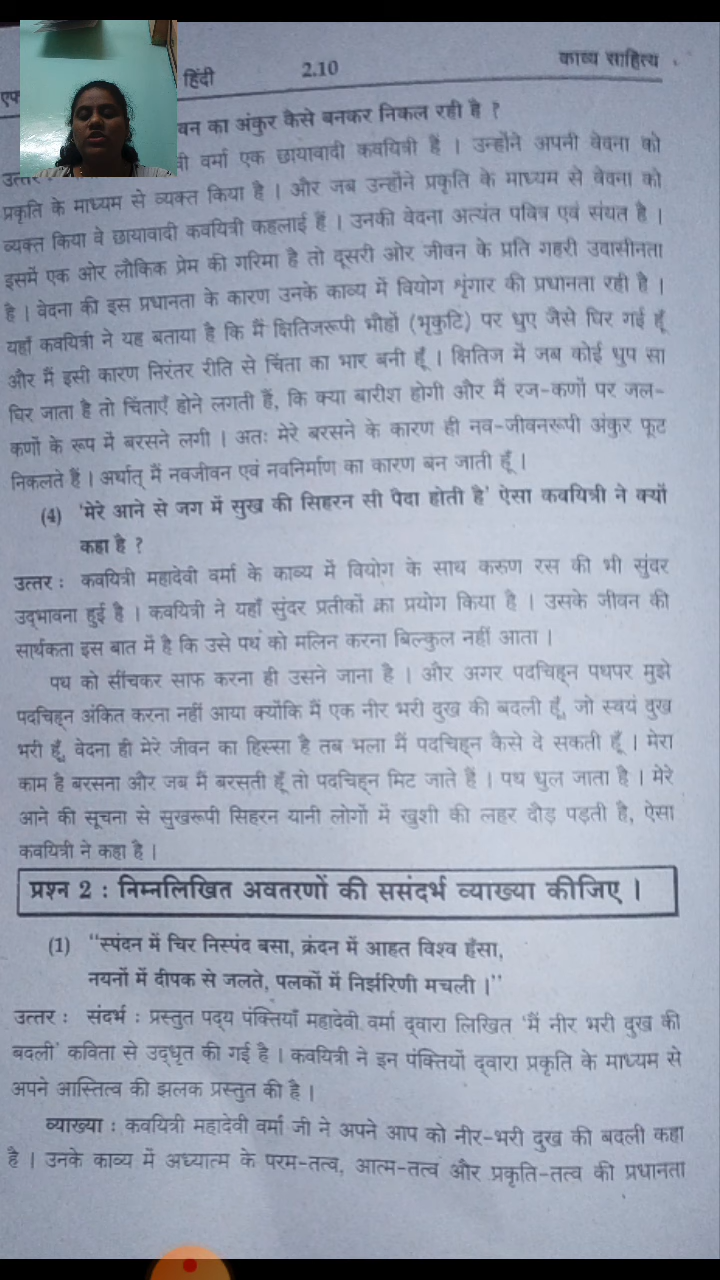 हिंदी 2.10 काव्य साहित्य
वन का अंकुर कैसे बनकर निकल रही है ?
उत्तर : वर्मा एक छायावादी कवयित्री हैं । उन्होंने अपनी वेदना को
प्रकृति के माध्यम से व्यक्त किया है । और जब उन्होंने प्रकृति के माध्यम से वेदना को
व्यक्त किया वे छायावादी कवयित्री कहलाई हैं । उनकी वेदना अत्यंत पवित्र एवं संयत है ।
इसमें एक ओर लौकिक प्रेम की गरिमा है तो दूसरी ओर जीवन के प्रति गहरी उदासीनता
है । वेदना की इस प्रधानता के कारण उनके काव्य में वियोग शृंगार की प्रधानता रही है ।
यहाँ कवयित्री ने यह बताया है कि मैं क्षितिजरूपी भौहों (भृकुटि) पर धुए जैसे घिर गई हूँ
और मैं इसी कारण निरंतर रीति से चिंता का भार बनी हूँ । क्षितिज में जब कोई धुप सा
घिर जाता है तो चिंताएँ होने लगती हैं, कि क्या बारीश होगी और मैं रज-कणों पर जल-
कणों के रूप में बरसने लगी । अतः मेरे बरसने के कारण ही नव-जीवनरूपी अंकुर फूट
निकलते हैं । अर्थात् मैं नवजीवन एवं नवनिर्माण का कारण बन जाती हूँ ।
(4) 'मेरे आने से जग में सुख की सिहरन सी पैदा होती है' ऐसा कवयित्री ने क्यों
कहा है ?
उत्तर : कवयित्री महादेवी वर्मा के काव्य में वियोग के साथ करुण रस की भी सुंदर
उद्भावना हुई है । कवयित्री ने यहाँ सुंदर प्रतीकों का प्रयोग किया है । उसके जीवन की
सार्थकता इस बात में है कि उसे पथ को मलिन करना बिल्कुल नहीं आता ।
पथ को सींचकर साफ करना ही उसने जाना है । और अगर पदचिह्न पथपर मुझे
पदचिह्न अंकित करना नहीं आया क्योंकि मैं एक नीर भरी दुख की बदली हूँ, जो स्वयं दुख
भरी हूँ, वेदना ही मेरे जीवन का हिस्सा है तब भला मैं पदचिह्न कैसे दे सकती हूँ । मेरा
काम है बरसना और जब मैं बरसती हूँ तो पदचिह्न मिट जाते हैं । पथ धुल जाता है । मेरे
आने की सूचना से सुखरूपी सिहरन यानी लोगों में खुशी की लहर दौड़ पड़ती है, ऐसा
कवयित्री ने कहा है ।
प्रश्न 2 : निम्नलिखित अवतरणों की ससंदर्भ व्याख्या कीजिए ।
(1) "स्पंदन में चिर निस्पंद बसा, क्रंदन में आहत विश्व हँसा,
नयनों में दीपक से जलते, पलकों में निर्झरिणी मचली ।"
उत्तर : संदर्भ : प्रस्तुत पद्य पंक्तियाँ महादेवी वर्मा द्वारा लिखित 'मैं नीर भरी दुख की
बदली' कविता से उद्धृत की गई है । कवयित्री ने इन पंक्तियों द्वारा प्रकृति के माध्यम से
अपने आस्तित्व की झलक प्रस्तुत की है ।
व्याख्या : कवयित्री महादेवी वर्मा जी ने अपने आप को नीर-भरी दुख की बदली कहा
है । उनके काव्य में अध्यात्म के परम-तत्व, आत्म-तत्व और प्रकृति-तत्व की प्रधानता